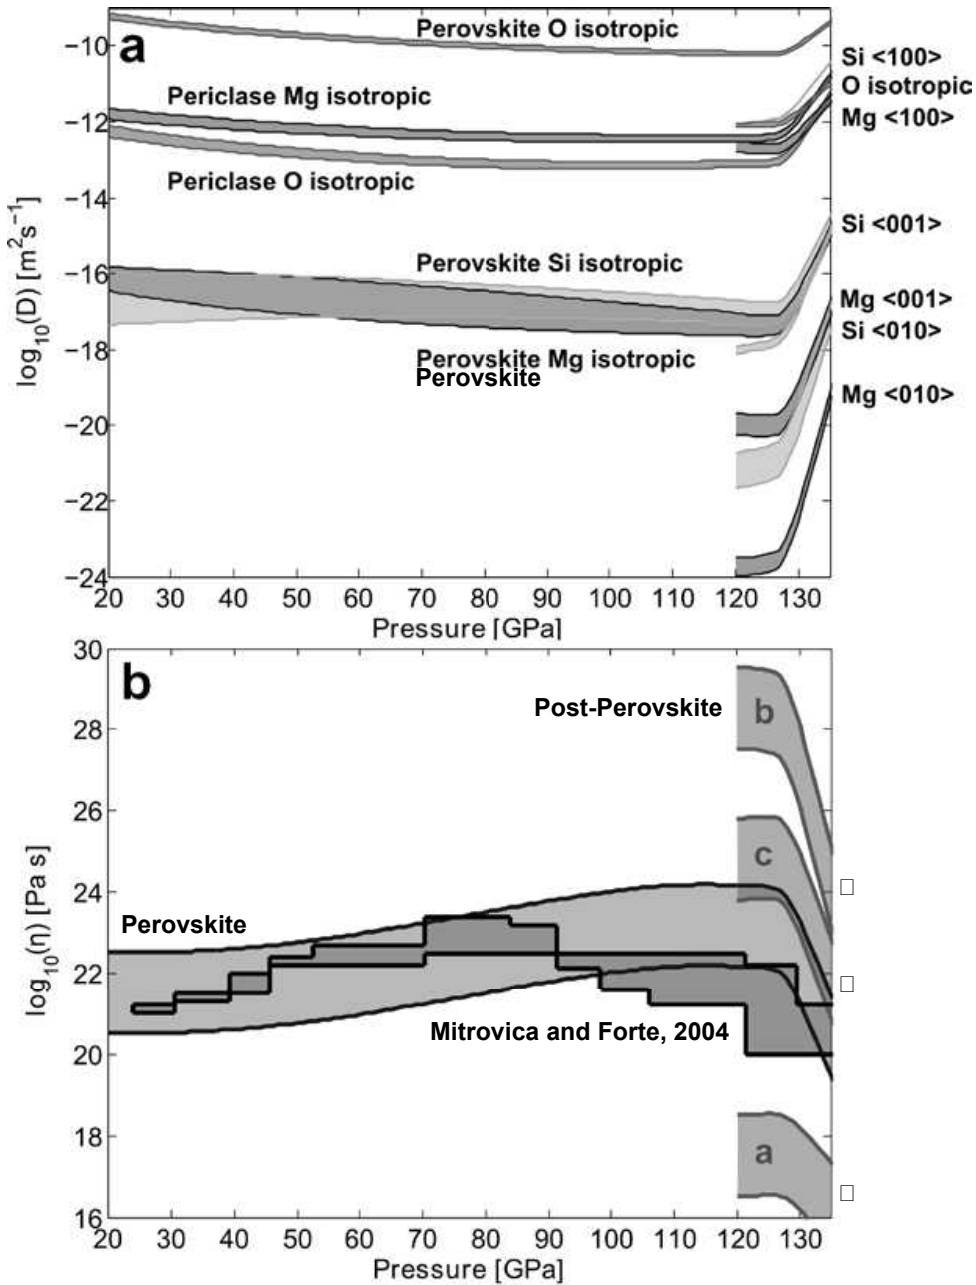 a
Perovskite O isotropic
Si <100>
O isotropic
Mg <100>
Periclase Mg isotropic
Periclase O isotropic
Si <001>
Perovskite Si isotropic
Mg <001>
Si <010>
Perovskite Mg isotropic
Perovskite
Mg <010>
log10(D) [m2s−1]
−10
−12
−14
−16
−18
−20
−22
−24
20 30 40 50 60 70 80 90 100 110 120 130
Pressure [GPa]
b
Post-Perovskite
b
c
Perovskite
Mitrovica and Forte, 2004
a
log10(η) [Pa s]
30
28
26
24
22
20
18
16
20 30 40 50 60 70 80 90 100 110 120 130
Pressure [GPa]